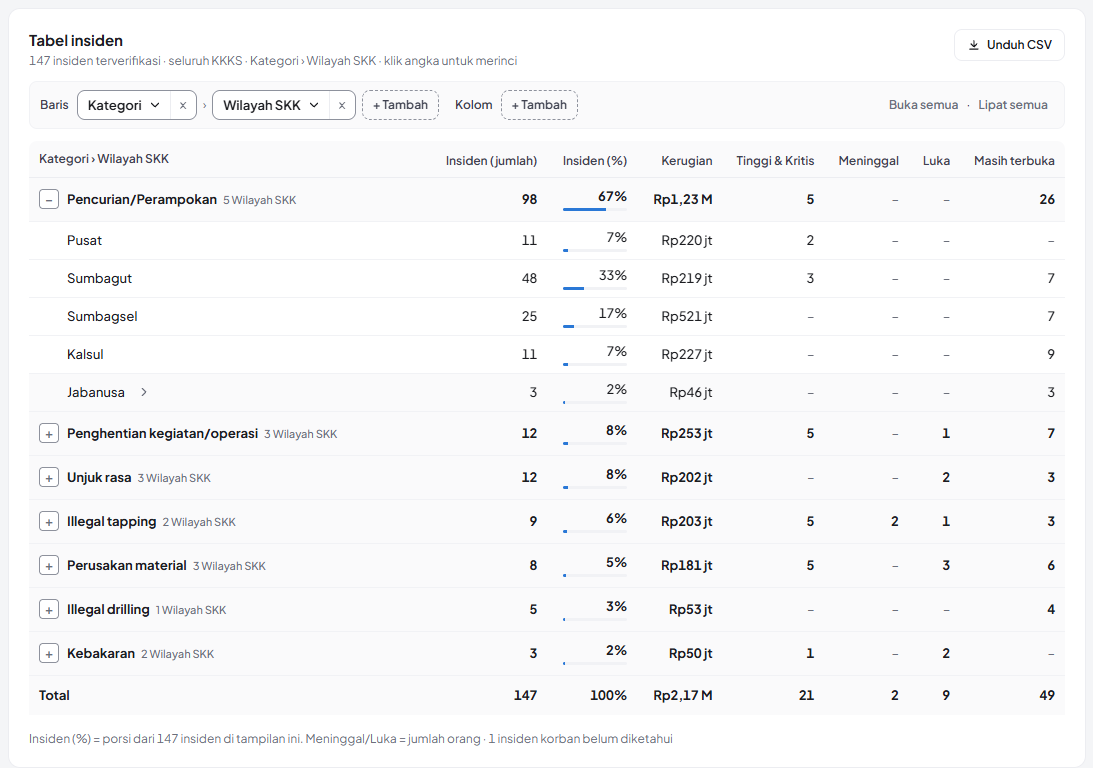 Tabel insiden
Unduh CSV
147 insiden terverifikasi · seluruh KKKS · Kategori › Wilayah SKK · klik angka untuk merinci
Baris Kategori × › Wilayah SKK × + Tambah Kolom + Tambah Buka semua · Lipat semua
Kategori › Wilayah SKK Insiden (jumlah) Insiden (%) Kerugian Tinggi & Kritis Meninggal Luka Masih terbuka
− Pencurian/Perampokan 5 Wilayah SKK 98 67% Rp1,23 M 5 – – 26
Pusat 11 7% Rp220 jt 2 – – –
Sumbagut 48 33% Rp219 jt 3 – – 7
Sumbagsel 25 17% Rp521 jt – – – 7
Kalsul 11 7% Rp227 jt – – – 9
Jabanusa › 3 2% Rp46 jt – – – 3
+ Penghentian kegiatan/operasi 3 Wilayah SKK 12 8% Rp253 jt 5 – 1 7
+ Unjuk rasa 3 Wilayah SKK 12 8% Rp202 jt – – 2 3
+ Illegal tapping 2 Wilayah SKK 9 6% Rp203 jt 5 2 1 3
+ Perusakan material 3 Wilayah SKK 8 5% Rp181 jt 5 – 3 6
+ Illegal drilling 1 Wilayah SKK 5 3% Rp53 jt – – – 4
+ Kebakaran 2 Wilayah SKK 3 2% Rp50 jt 1 – 2 –
Total 147 100% Rp2,17 M 21 2 9 49
Insiden (%) = porsi dari 147 insiden di tampilan ini. Meninggal/Luka = jumlah orang · 1 insiden korban belum diketahui